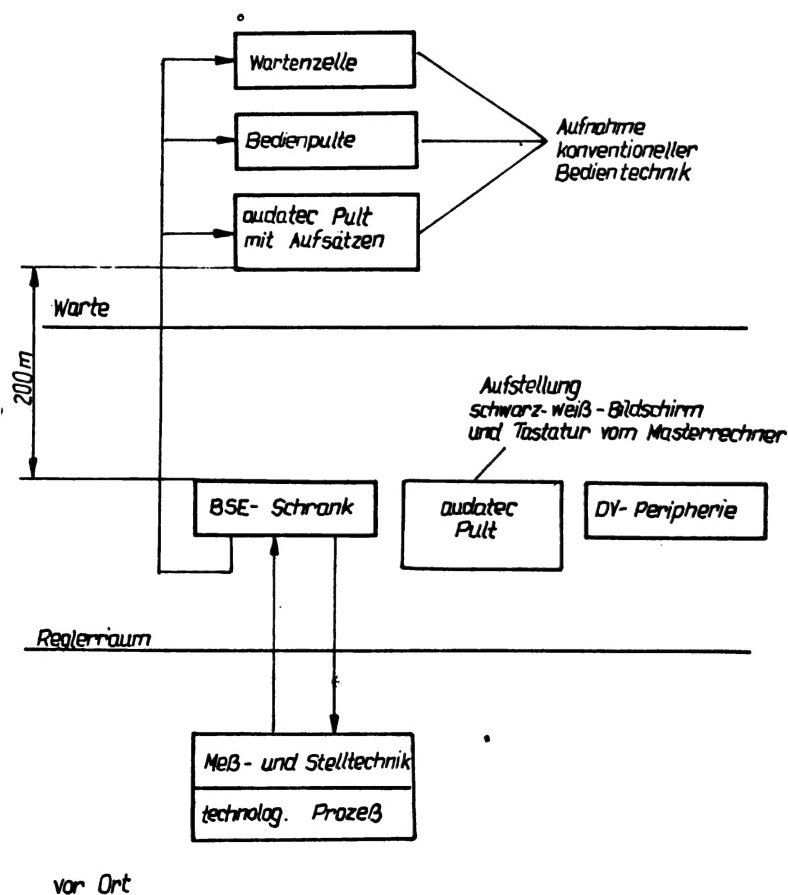 Wartenzelle
Bedienpulte
audatec Pult
mit Aufsätzen
Aufnahme
konventioneller
Bedientechnik
Warte
200m
Aufstellung
schwarz-weiß-Bildschirm
und Tastatur vom Masterrechner
BSE- Schrank
audatec
Pult
DV-Peripherie
Reglerraum
Meß- und Stelltechnik
technolog. Prozeß
vor Ort